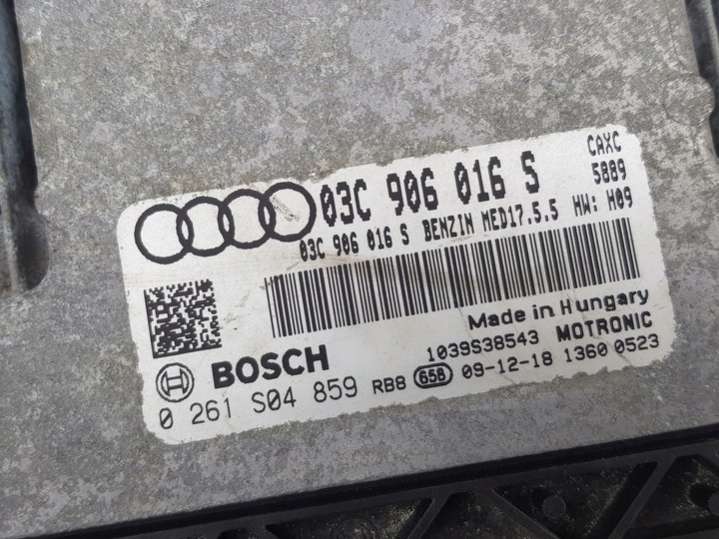 03C 906 016 S CAXC
5889
03C 906 016 S BENZIN MED17.5.5 HW: H09
Made in Hungary
BOSCH 1039S38543 MOTRONIC
0 261 S04 859 RB8 656 09-12-18 1360 0523